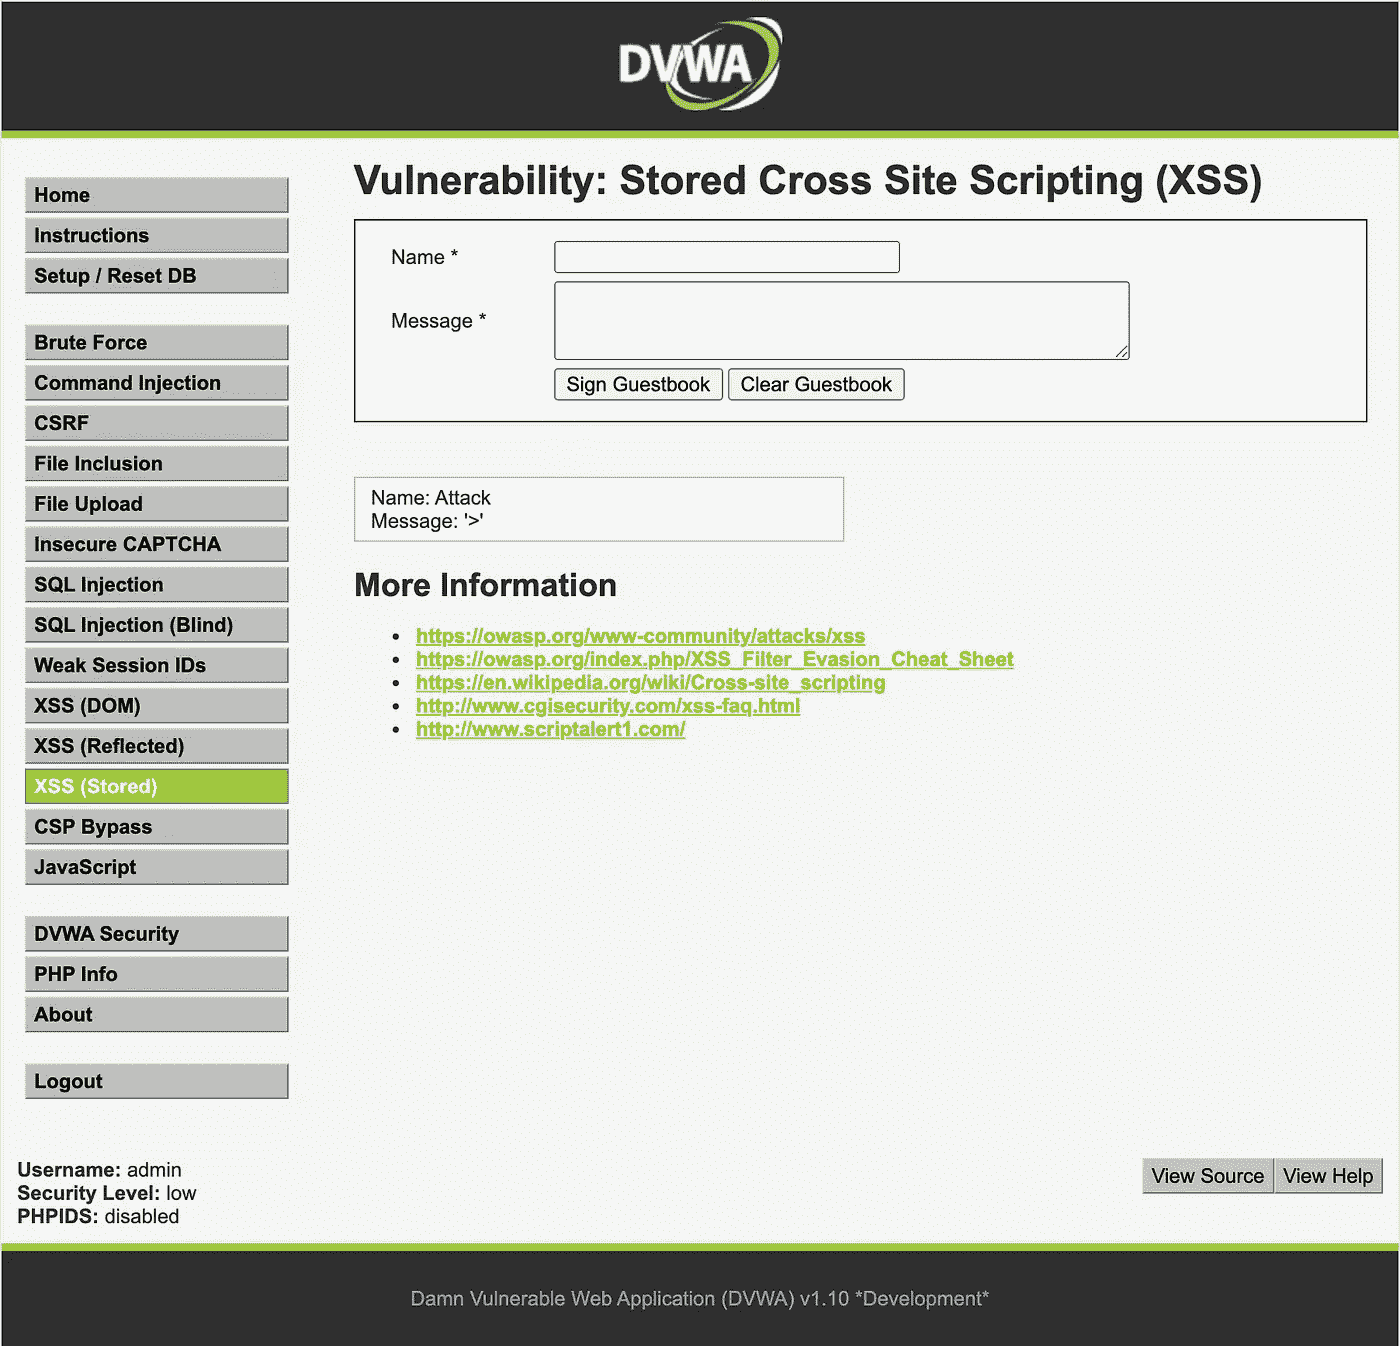 DVWA
Vulnerability: Stored Cross Site Scripting (XSS)
Home
Instructions
Setup / Reset DB
Brute Force
Command Injection
CSRF
File Inclusion
File Upload
Insecure CAPTCHA
SQL Injection
SQL Injection (Blind)
Weak Session IDs
XSS (DOM)
XSS (Reflected)
XSS (Stored)
CSP Bypass
JavaScript
DVWA Security
PHP Info
About
Logout
Name *
Message *
Sign Guestbook Clear Guestbook
Name: Attack
Message: '>'
More Information
https://owasp.org/www-community/attacks/xss
https://owasp.org/index.php/XSS_Filter_Evasion_Cheat_Sheet
https://en.wikipedia.org/wiki/Cross-site_scripting
http://www.cgisecurity.com/xss-faq.html
http://www.scriptalert1.com/
Username: admin
Security Level: low
PHPIDS: disabled
View Source View Help
Damn Vulnerable Web Application (DVWA) v1.10 *Development*